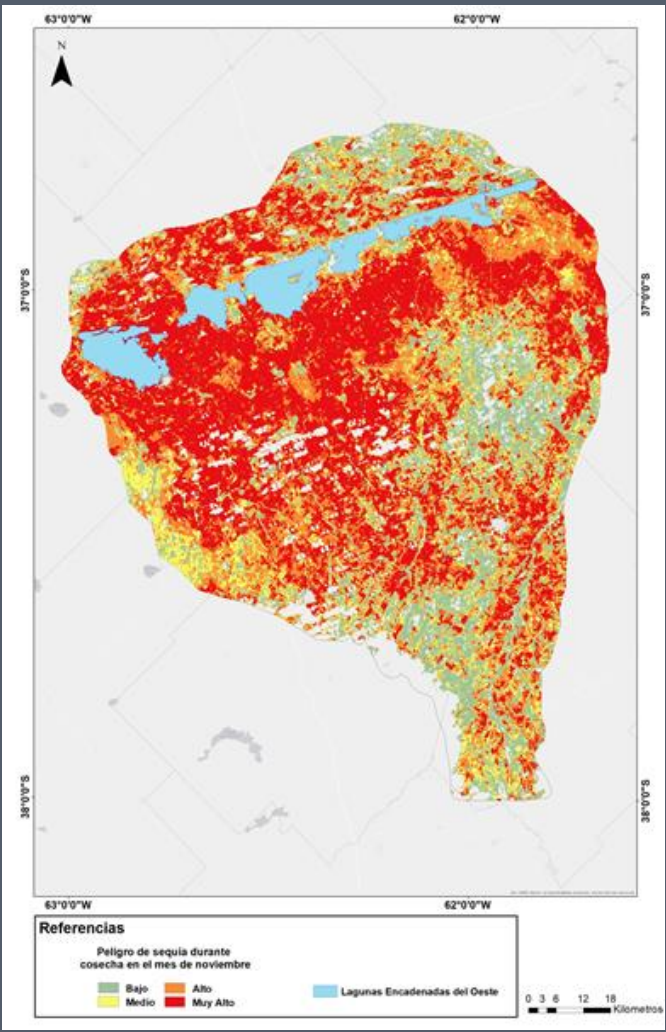 63°0'0"W 62°0'0"W
N
37°0'0"S 37°0'0"S
38°0'0"S 38°0'0"S
63°0'0"W 62°0'0"W
Referencias
Peligro de sequia durante
cosecha en el mes de noviembre
Bajo Alto
Medio Muy Alto
Lagunas Encadenadas del Oeste
0 3 6 12 18
Kilometros